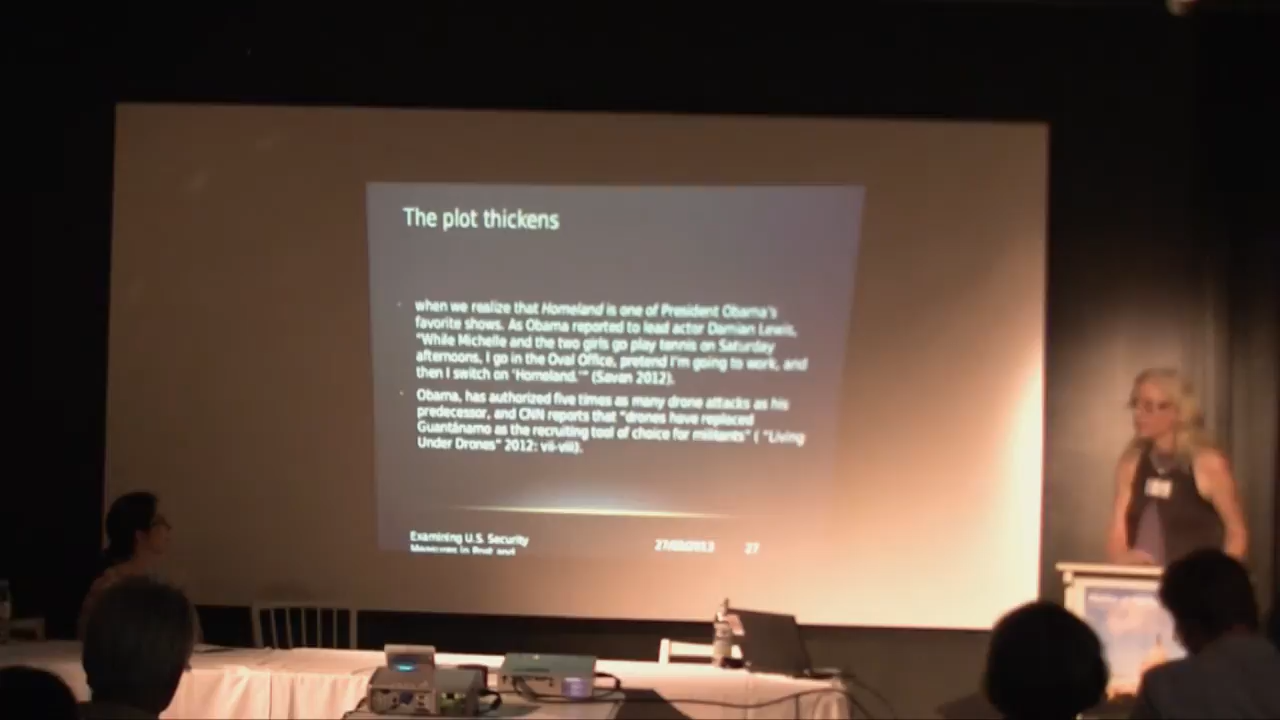 The plot thickens
when we realize that Homeland is one of President Obama's
favorite shows. As Obama reported to lead actor Damian Lewis,
"While Michelle and the two girls go play tennis on Saturday
afternoons, I go in the Oval Office, pretend I'm going to work, and
then I switch on 'Homeland.'" (Savan 2012).
Obama, has authorized five times as many drone attacks as his
predecessor, and CNN reports that "drones have replaced
Guantánamo as the recruiting tool of choice for militants" ( "Living
Under Drones" 2012: vii-viii).
Examining U.S. Security
Measures in Post and
27